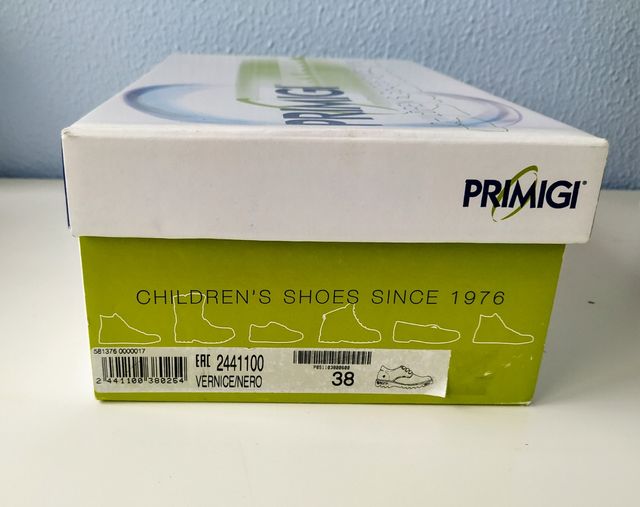 PRIMIGI
PRIMIGI
CHILDREN'S SHOES SINCE 1976
581376 0000017
2 441100 380264
EAC 2441100
VERNICE/NERO
38